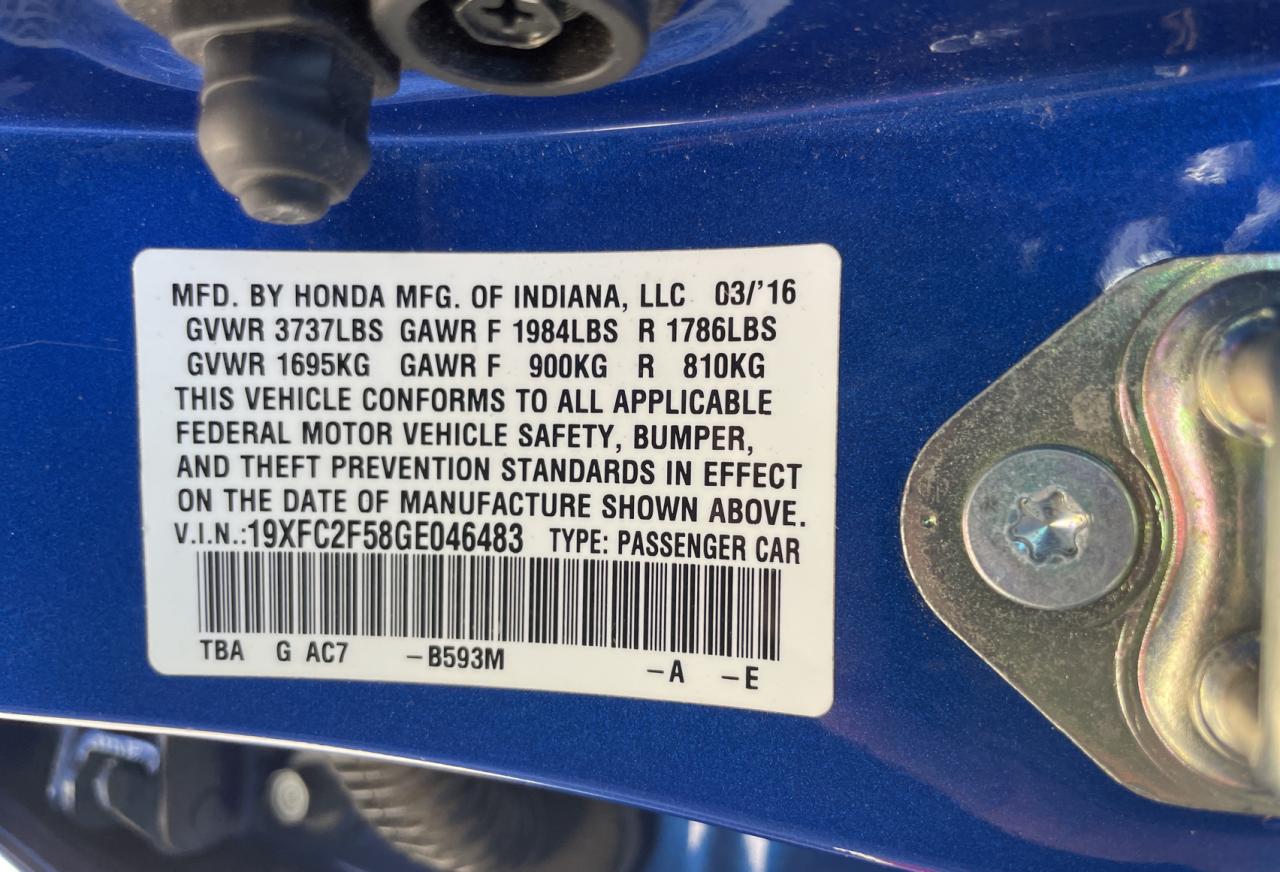 MFD. BY HONDA MFG. OF INDIANA, LLC 03/'16
GVWR 3737LBS GAWR F 1984LBS R 1786LBS
GVWR 1695KG GAWR F 900KG R 810KG
THIS VEHICLE CONFORMS TO ALL APPLICABLE
FEDERAL MOTOR VEHICLE SAFETY, BUMPER,
AND THEFT PREVENTION STANDARDS IN EFFECT
ON THE DATE OF MANUFACTURE SHOWN ABOVE.
V.I.N.:19XFC2F58GE046483 TYPE: PASSENGER CAR
TBA G AC7 –B593M –A –E